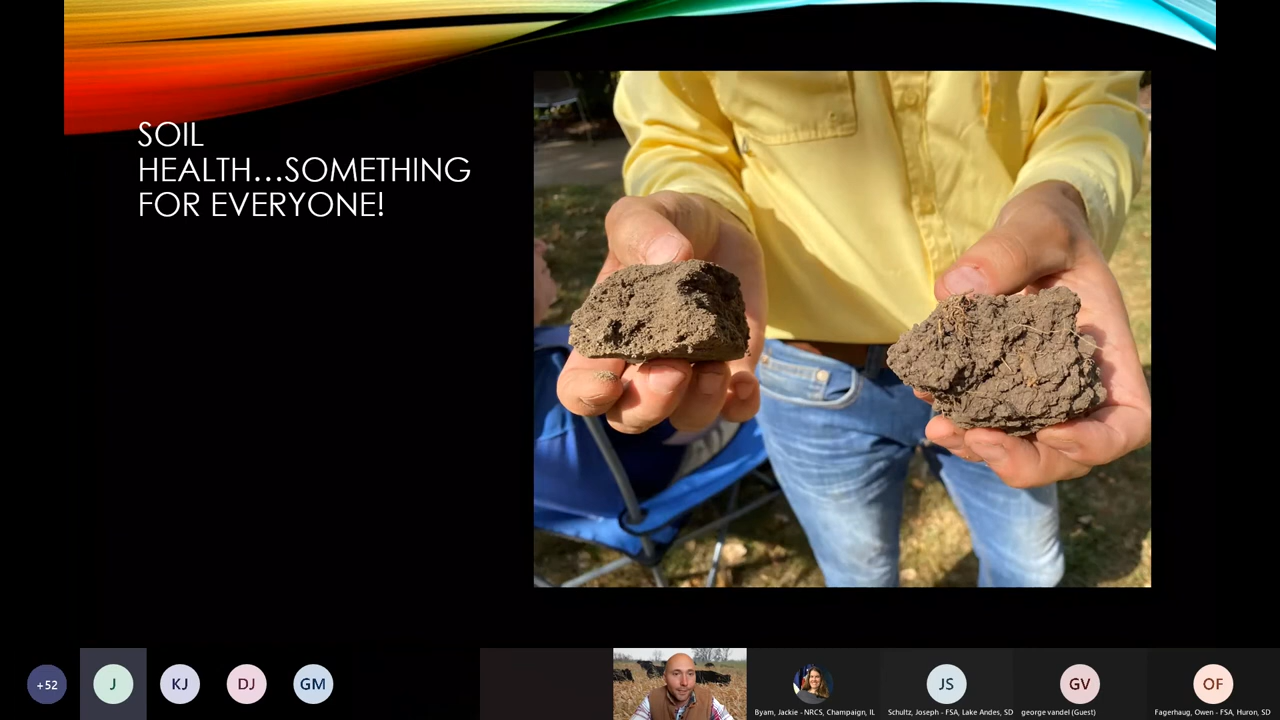 SOIL
HEALTH...SOMETHING
FOR EVERYONE!
+52
J
KJ
DJ
GM
Byam, Jackie - NRCS, Champaign, IL
JS
Schultz, Joseph - FSA, Lake Andes, SD
GV
george vandel (Guest)
OF
Fagerhaug, Owen - FSA, Huron, SD